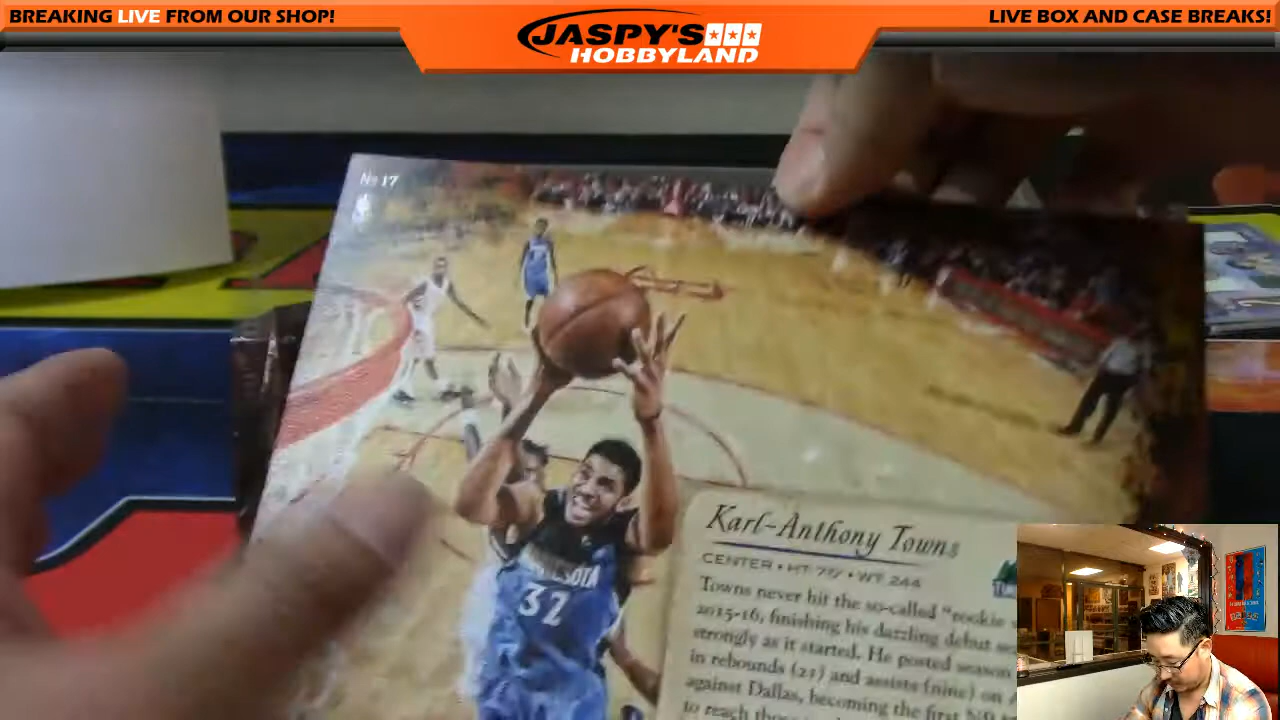 BREAKING LIVE FROM OUR SHOP!
JASPY'S
HOBBYLAND
LIVE BOX AND CASE BREAKS!
No 17
MINNESOTA
32
Karl-Anthony Towns
CENTER • HT 7'0" • WT 244
Towns never hit the so-called "rookie
2015-16, finishing his dazzling debut
strongly as it started. He posted season
in rebounds (21) and assists (nine) on
against Dallas, becoming the first
to reach